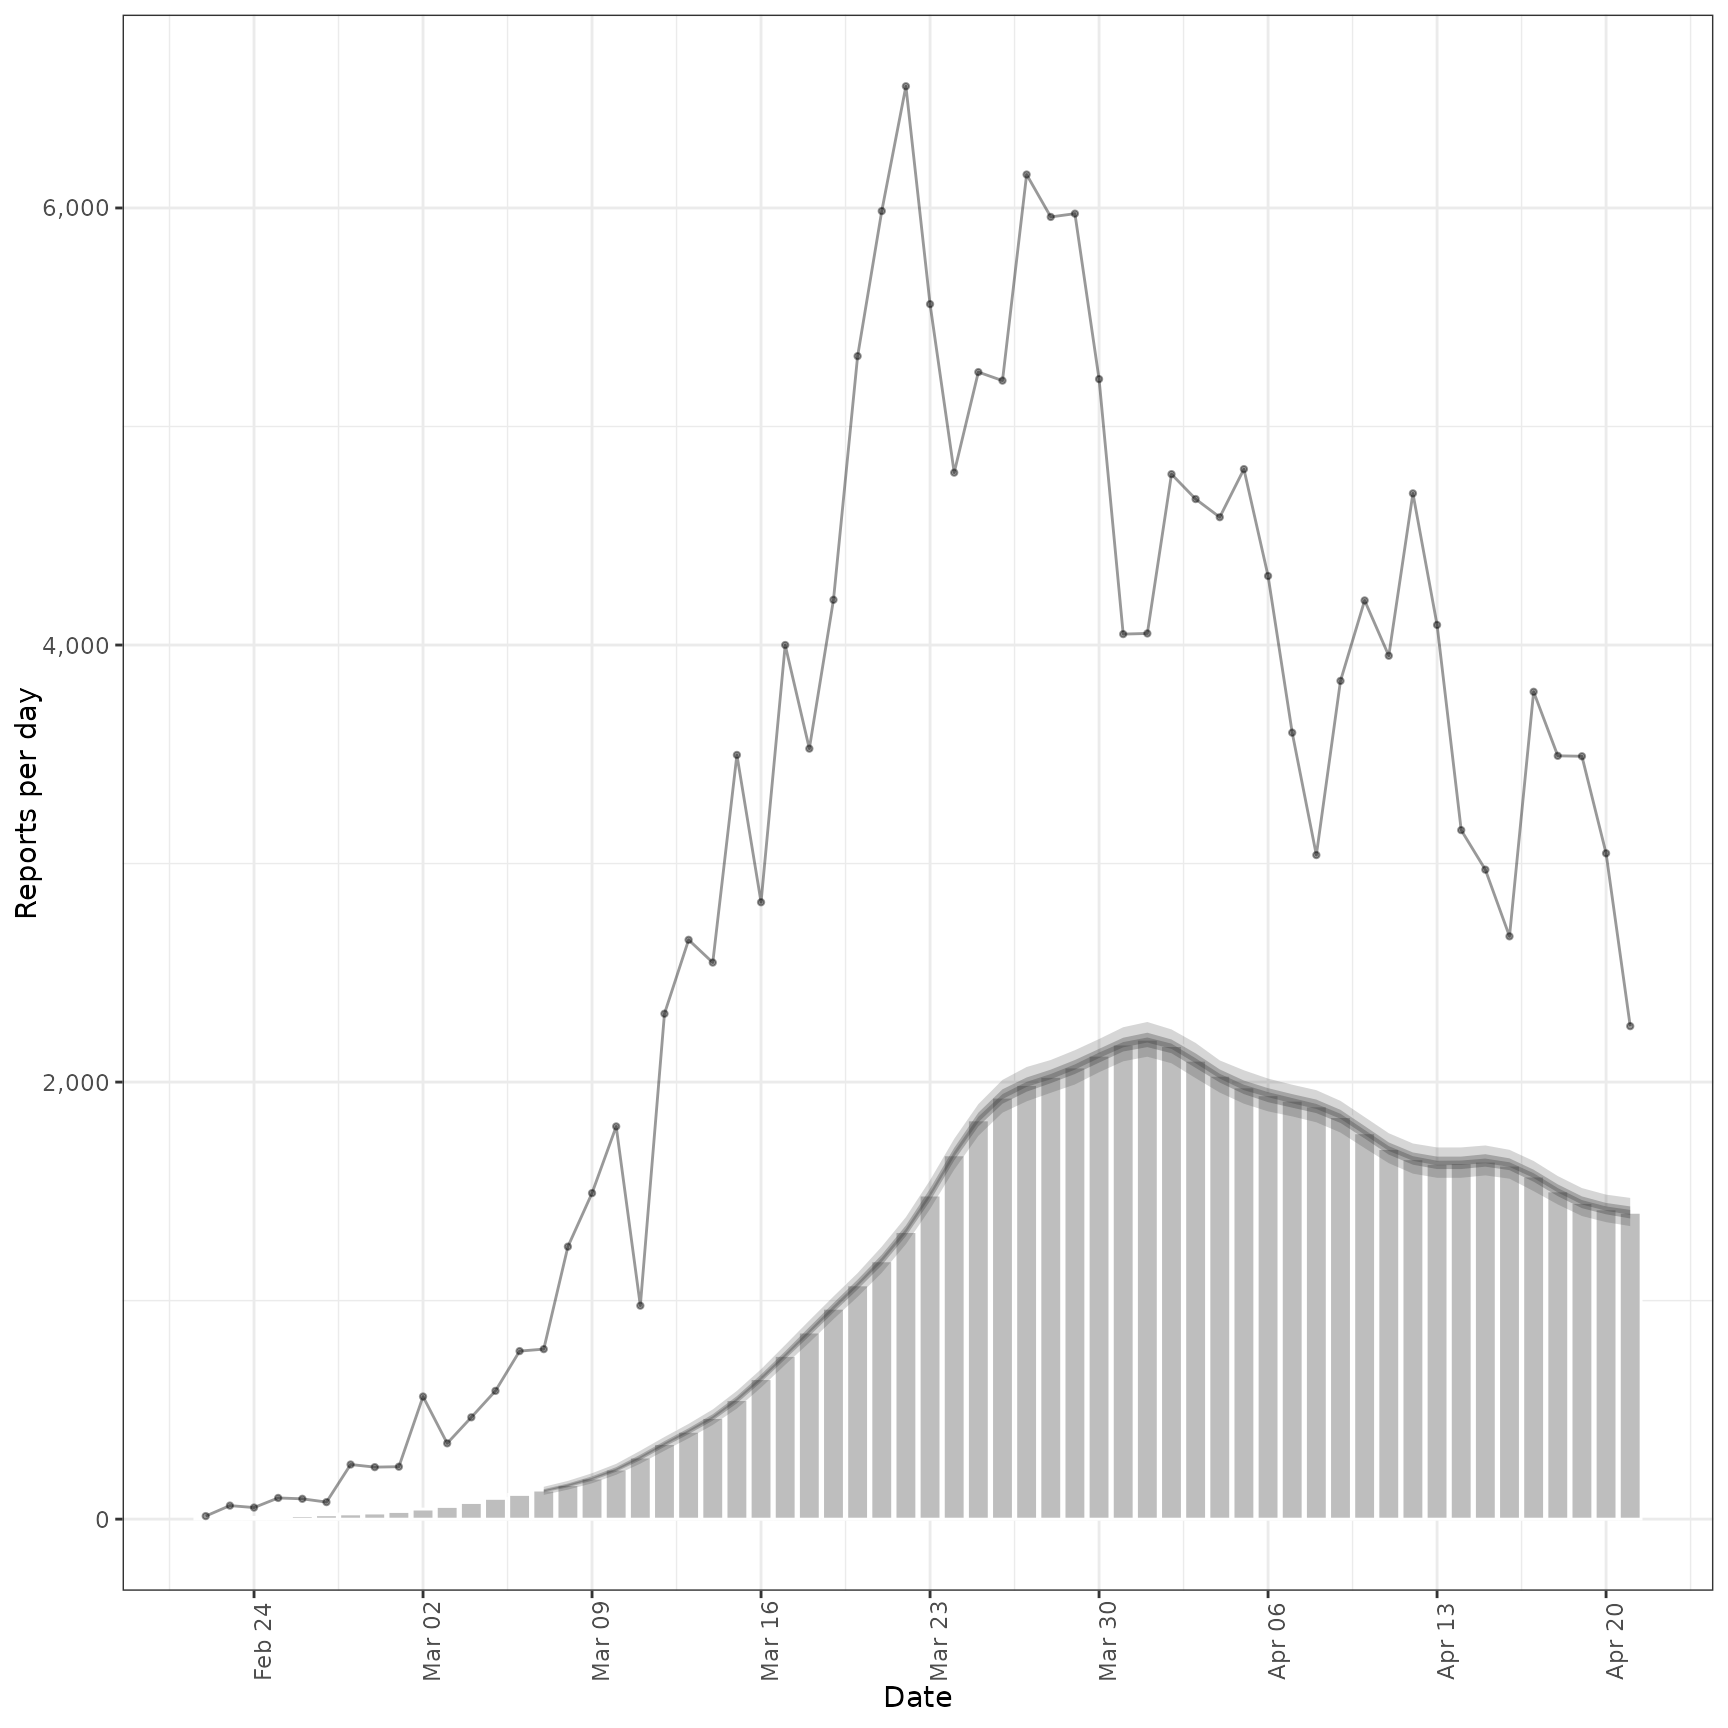 6,000
4,000
2,000
0
Reports per day
Feb 24
Mar 02
Mar 09
Mar 16
Mar 23
Mar 30
Apr 06
Apr 13
Apr 20
Date